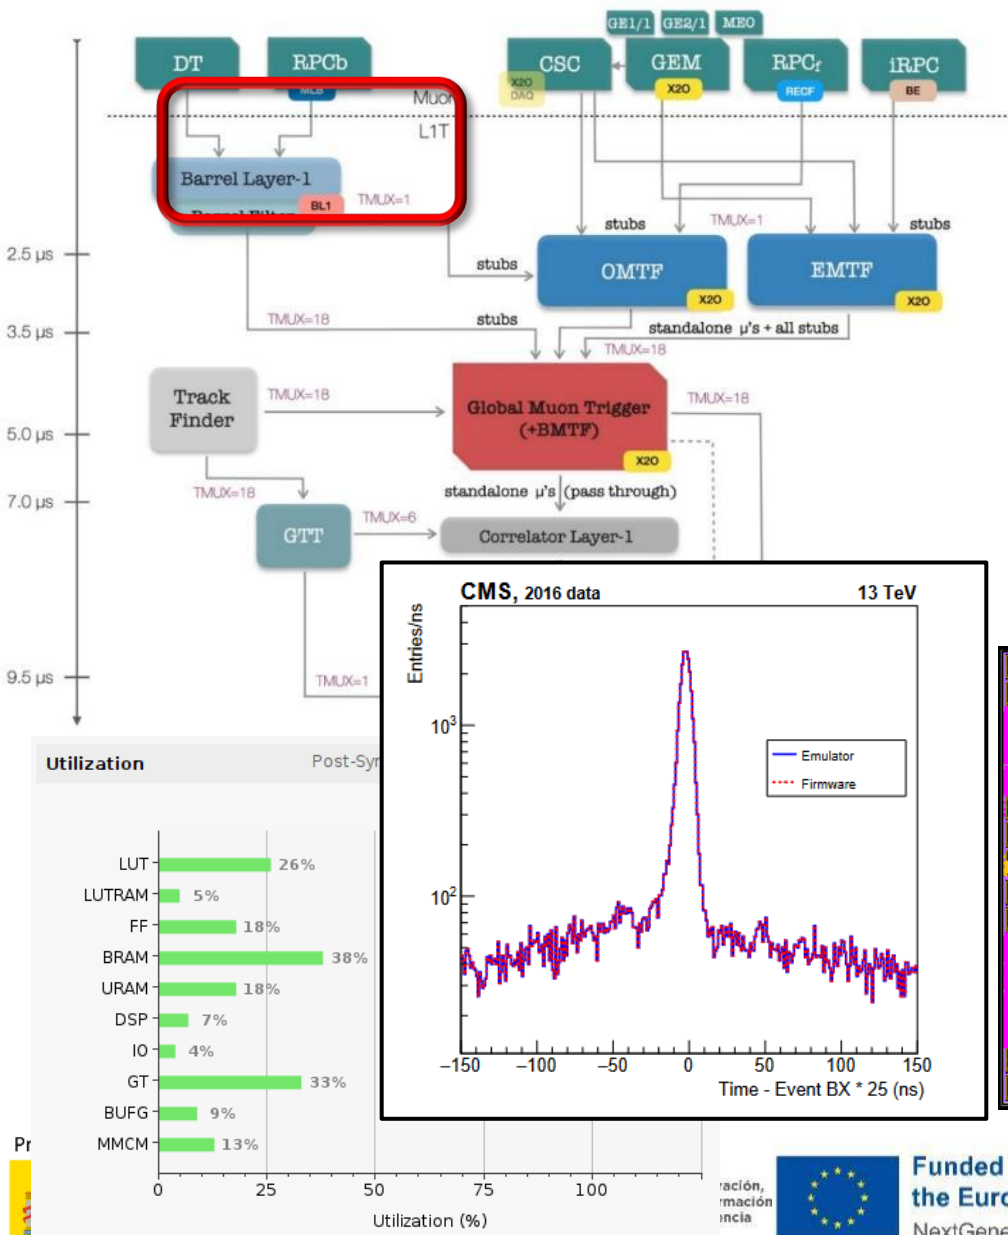 GE1/1 GE2/1 MEO
DT RPCb CSC GEM RPCf iRPC
MLB X2O DAQ X2O RECF BE
Muon
L1T
Barrel Layer-1
BL1
TMUX=1
Barrel Filter
stubs TMUX=1 stubs
2.5 µs
stubs
OMTF EMTF
X2O X2O
3.5 µs
TMUX=18 stubs standalone µ's + all stubs
TMUX=18
Track
Finder
TMUX=18
Global Muon Trigger
(+BMTF)
TMUX=18
X2O
5.0 µs
7.0 µs
TMUX=18
standalone µ's (pass through)
GTT
TMUX=6
Correlator Layer-1
9.5 µs
TMUX=1
CMS, 2016 data 13 TeV
Entries/ns
10³
10²
Emulator
Firmware
−150 −100 −50 0 50 100 150
Time - Event BX * 25 (ns)
Utilization
LUT 26%
LUTRAM 5%
FF 18%
BRAM 38%
URAM 18%
DSP 7%
IO 4%
GT 33%
BUFG 9%
MMCM 13%
0 25 50 75 100
Utilization (%)
Funded